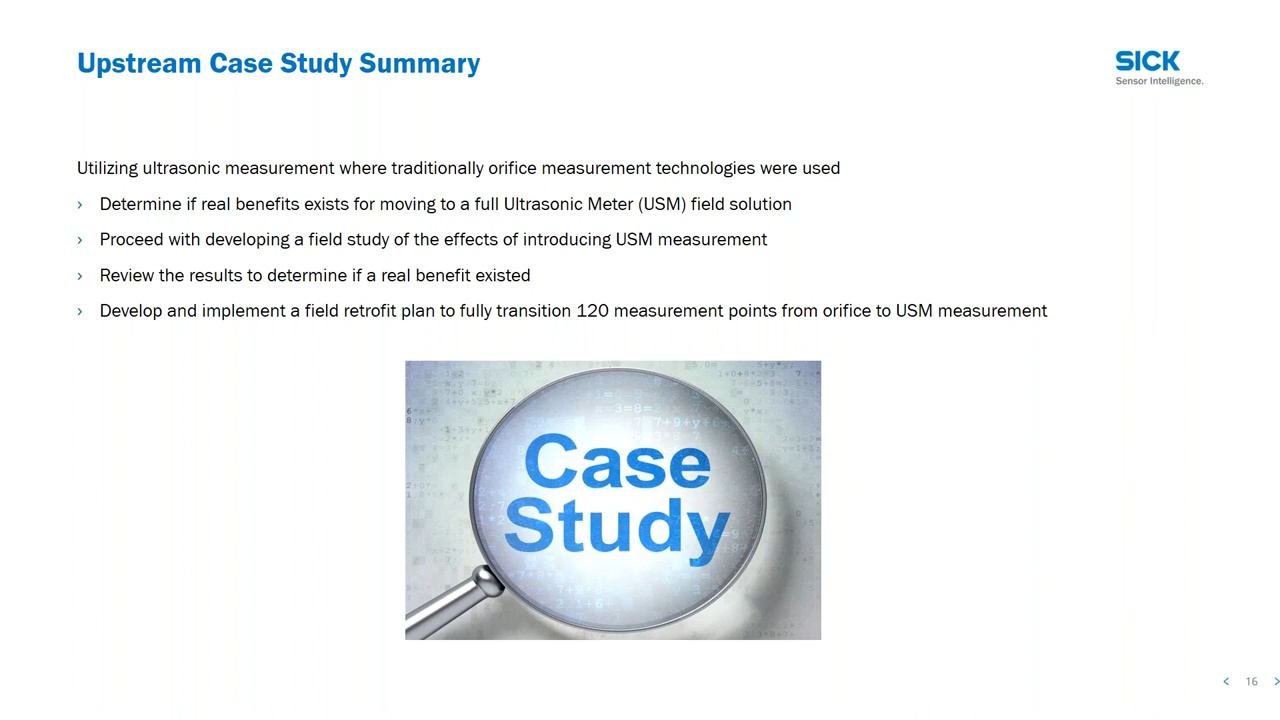 Upstream Case Study Summary
SICK
Sensor Intelligence.
Utilizing ultrasonic measurement where traditionally orifice measurement technologies were used
› Determine if real benefits exists for moving to a full Ultrasonic Meter (USM) field solution
› Proceed with developing a field study of the effects of introducing USM measurement
› Review the results to determine if a real benefit existed
› Develop and implement a field retrofit plan to fully transition 120 measurement points from orifice to USM measurement
Case
Study
< 16 >